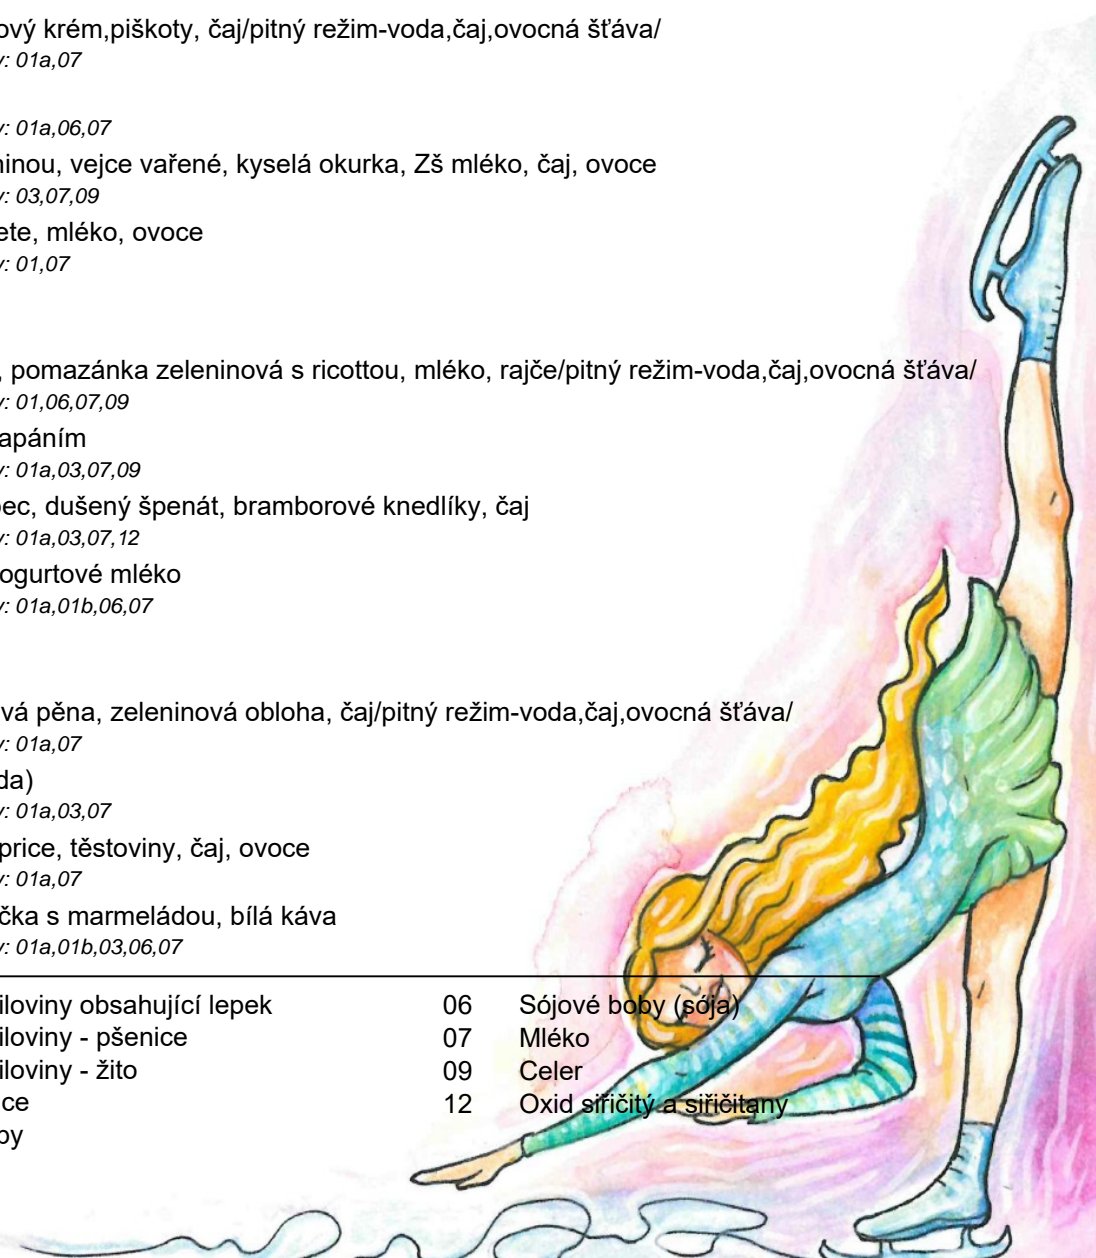 ový krém,piškoty, čaj/pitný režim-voda,čaj,ovocná šťáva/
y: 01a,07
y: 01a,06,07
ninou, vejce vařené, kyselá okurka, Zš mléko, čaj, ovoce
y: 03,07,09
ete, mléko, ovoce
y: 01,07
, pomazánka zeleninová s ricottou, mléko, rajče/pitný režim-voda,čaj,ovocná šťáva/
y: 01,06,07,09
apáním
y: 01a,03,07,09
pec, dušený špenát, bramborové knedlíky, čaj
y: 01a,03,07,12
ogurtové mléko
y: 01a,01b,06,07
vá pěna, zeleninová obloha, čaj/pitný režim-voda,čaj,ovocná šťáva/
y: 01a,07
da)
y: 01a,03,07
price, těstoviny, čaj, ovoce
y: 01a,07
čka s marmeládou, bílá káva
y: 01a,01b,03,06,07
iloviny obsahující lepek 06 Sójové boby (sója)
iloviny - pšenice 07 Mléko
iloviny - žito 09 Celer
ce 12 Oxid siřičitý a siřičitany
by